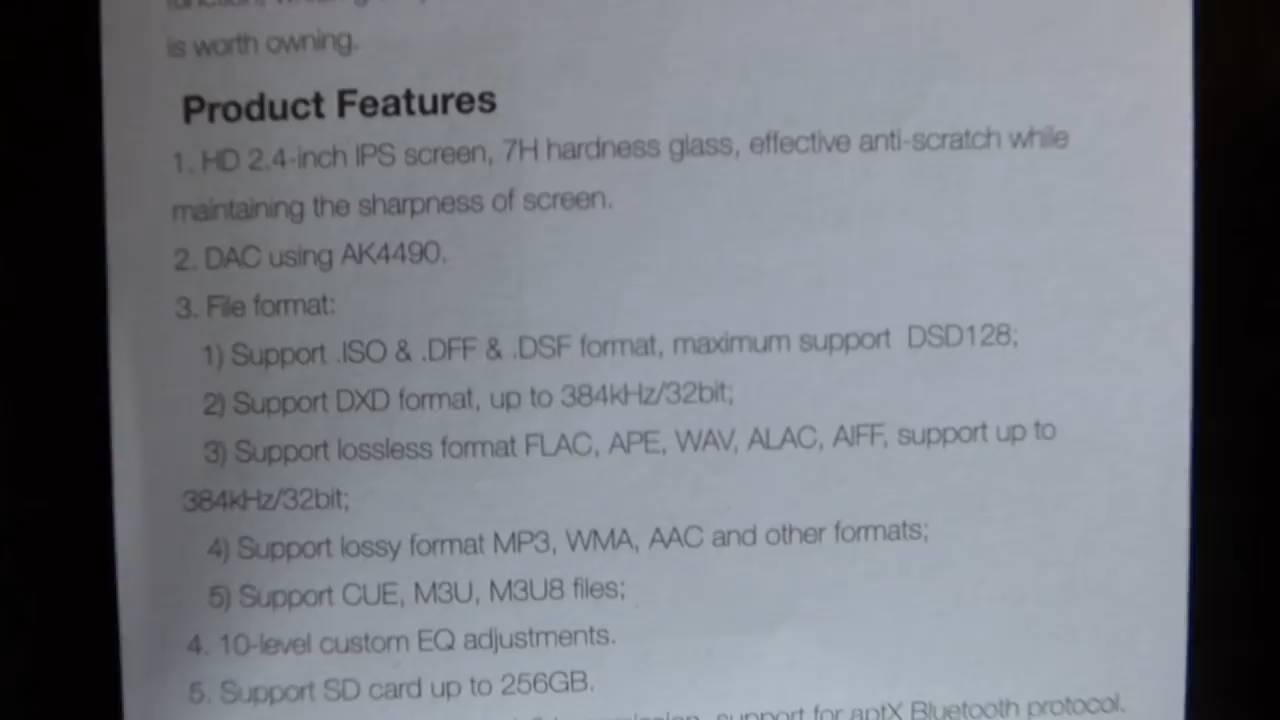 is worth owning.
Product Features
1. HD 2.4-inch IPS screen, 7H hardness glass, effective anti-scratch while
maintaining the sharpness of screen.
2. DAC using AK4490.
3. File format:
1) Support .ISO & .DFF & .DSF format, maximum support DSD128;
2) Support DXD format, up to 384kHz/32bit;
3) Support lossless format FLAC, APE, WAV, ALAC, AIFF, support up to
384kHz/32bit;
4) Support lossy format MP3, WMA, AAC and other formats;
5) Support CUE, M3U, M3U8 files;
4. 10-level custom EQ adjustments.
5. Support SD card up to 256GB.
support for aptX Bluetooth protocol.